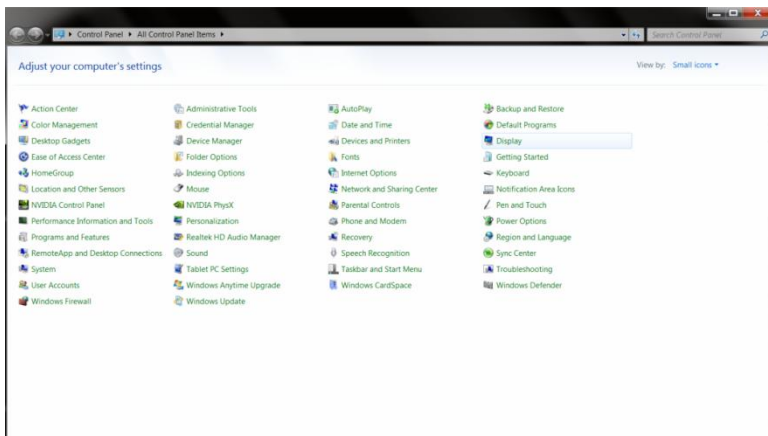 Control Panel ▸ All Control Panel Items ▸
Search Control Panel
Adjust your computer's settings
View by: Small icons
Action Center
Administrative Tools
AutoPlay
Backup and Restore
Color Management
Credential Manager
Date and Time
Default Programs
Desktop Gadgets
Device Manager
Devices and Printers
Display
Ease of Access Center
Folder Options
Fonts
Getting Started
HomeGroup
Indexing Options
Internet Options
Keyboard
Location and Other Sensors
Mouse
Network and Sharing Center
Notification Area Icons
NVIDIA Control Panel
NVIDIA PhysX
Parental Controls
Pen and Touch
Performance Information and Tools
Personalization
Phone and Modem
Power Options
Programs and Features
Realtek HD Audio Manager
Recovery
Region and Language
RemoteApp and Desktop Connections
Sound
Speech Recognition
Sync Center
System
Tablet PC Settings
Taskbar and Start Menu
Troubleshooting
User Accounts
Windows Anytime Upgrade
Windows CardSpace
Windows Defender
Windows Firewall
Windows Update